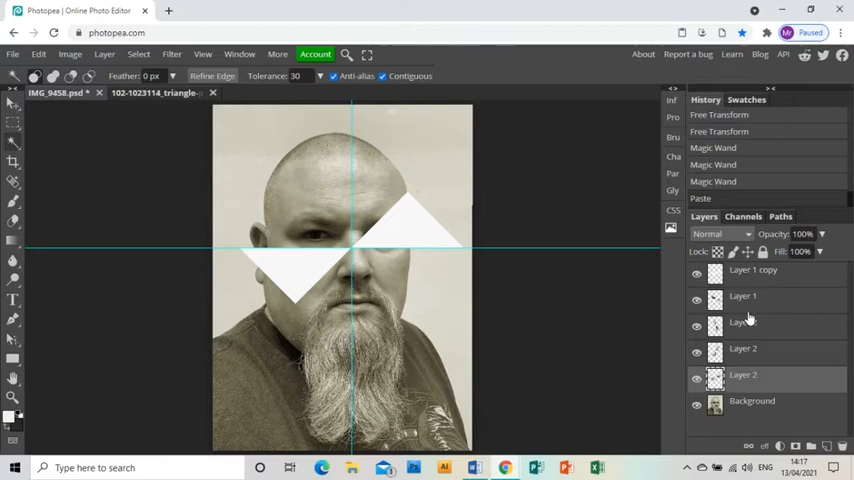 Photopea | Online Photo Editor
photopea.com
Mr Paused
File Edit Image Layer Select Filter View Window More Account
About Report a bug Learn Blog API
Feather: 0 px Refine Edge Tolerance: 30 Anti-alias Contiguous
IMG_9458.psd * 102-1023114_triangle-
Inf
Pro
Bru
Cha
Par
Gly
CSS
History Swatches
Free Transform
Free Transform
Magic Wand
Magic Wand
Magic Wand
Paste
Layers Channels Paths
Normal Opacity: 100%
Lock: Fill: 100%
Layer 1 copy
Layer 1
Layer 2
Layer 2
Background
T
Type here to search
ENG
14:17
13/04/2021